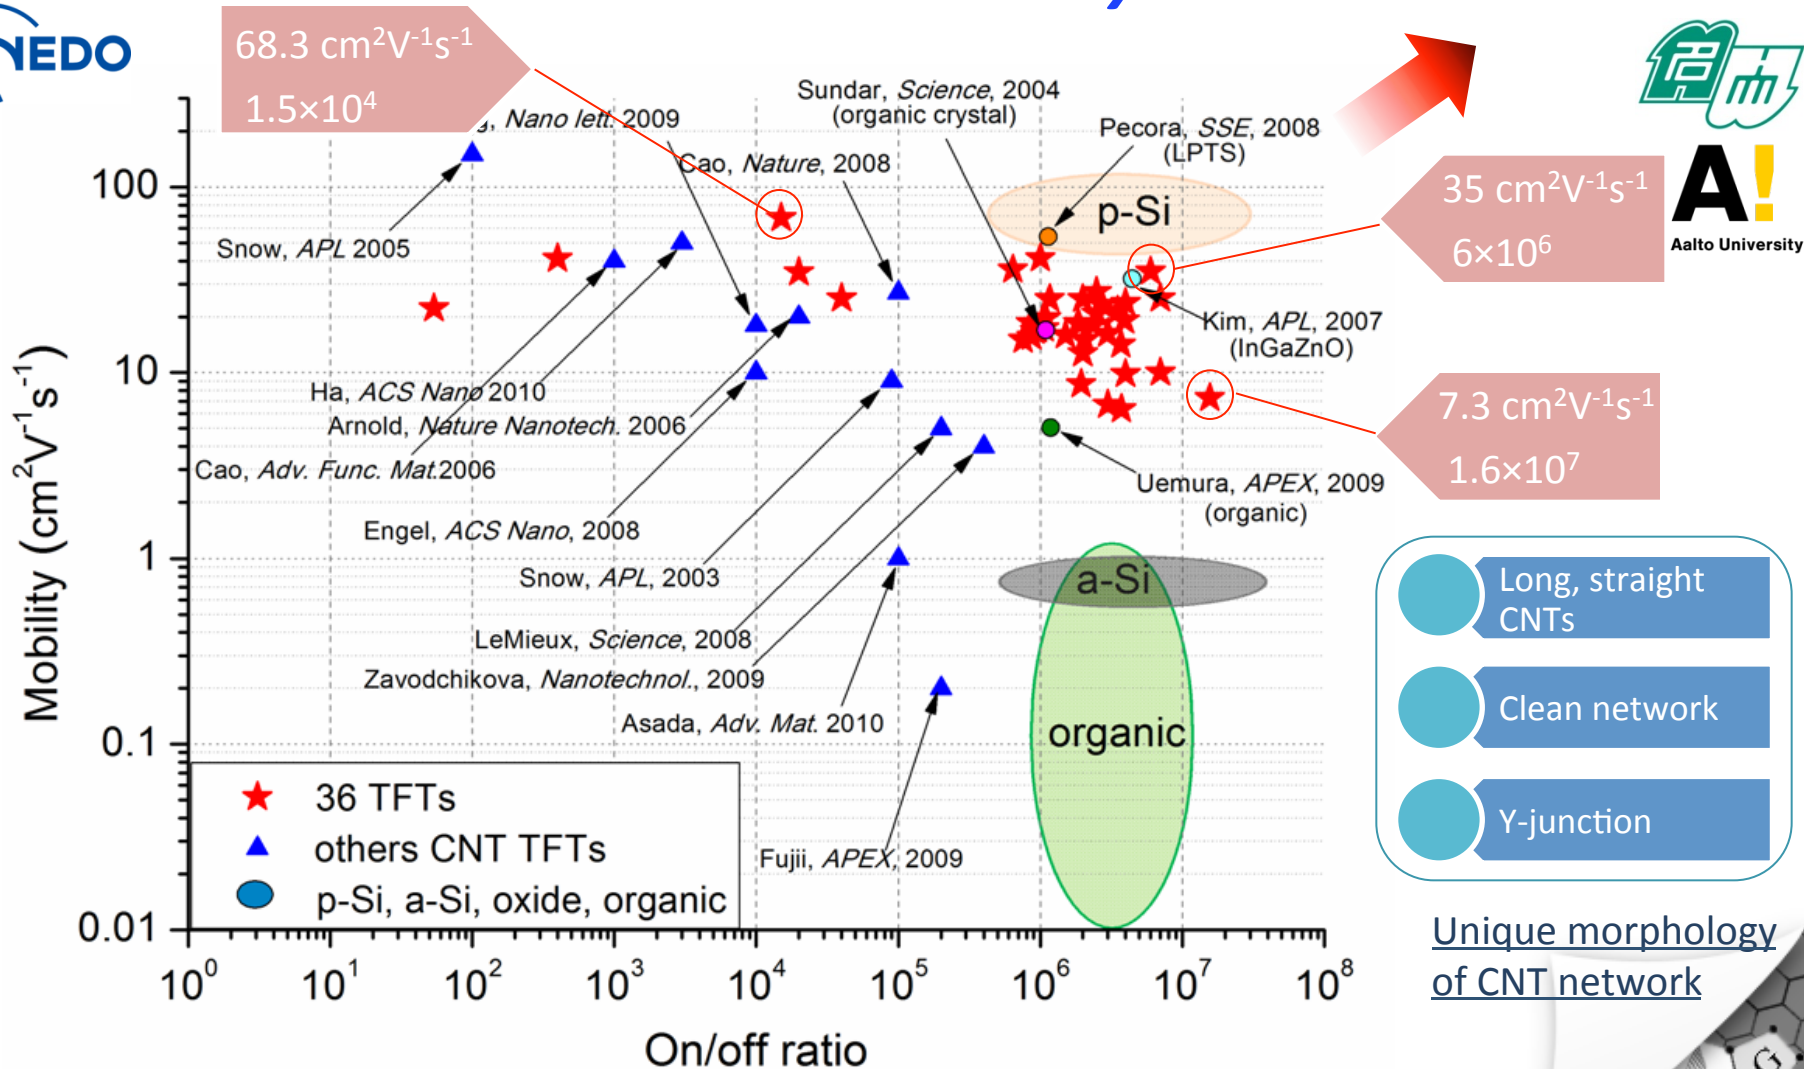 NEDO
68.3 cm²V⁻¹s⁻¹
1.5×10⁴
Nano lett. 2009
Sundar, Science, 2004
(organic crystal)
Pecora, SSE, 2008
(LPTS)
Cao, Nature, 2008
Snow, APL 2005
p-Si
35 cm²V⁻¹s⁻¹
6×10⁶
A!
Aalto University
Kim, APL, 2007
(InGaZnO)
Ha, ACS Nano 2010
Arnold, Nature Nanotech. 2006
Cao, Adv. Func. Mat.2006
7.3 cm²V⁻¹s⁻¹
1.6×10⁷
Uemura, APEX, 2009
(organic)
Engel, ACS Nano, 2008
Snow, APL, 2003
LeMieux, Science, 2008
Zavodchikova, Nanotechnol., 2009
Asada, Adv. Mat. 2010
Fujii, APEX, 2009
a-Si
organic
Long, straight
CNTs
Clean network
Y-junction
Unique morphology
of CNT network
36 TFTs
others CNT TFTs
p-Si, a-Si, oxide, organic
Mobility (cm²V⁻¹s⁻¹)
100
10
1
0.1
0.01
10⁰ 10¹ 10² 10³ 10⁴ 10⁵ 10⁶ 10⁷ 10⁸
On/off ratio
G